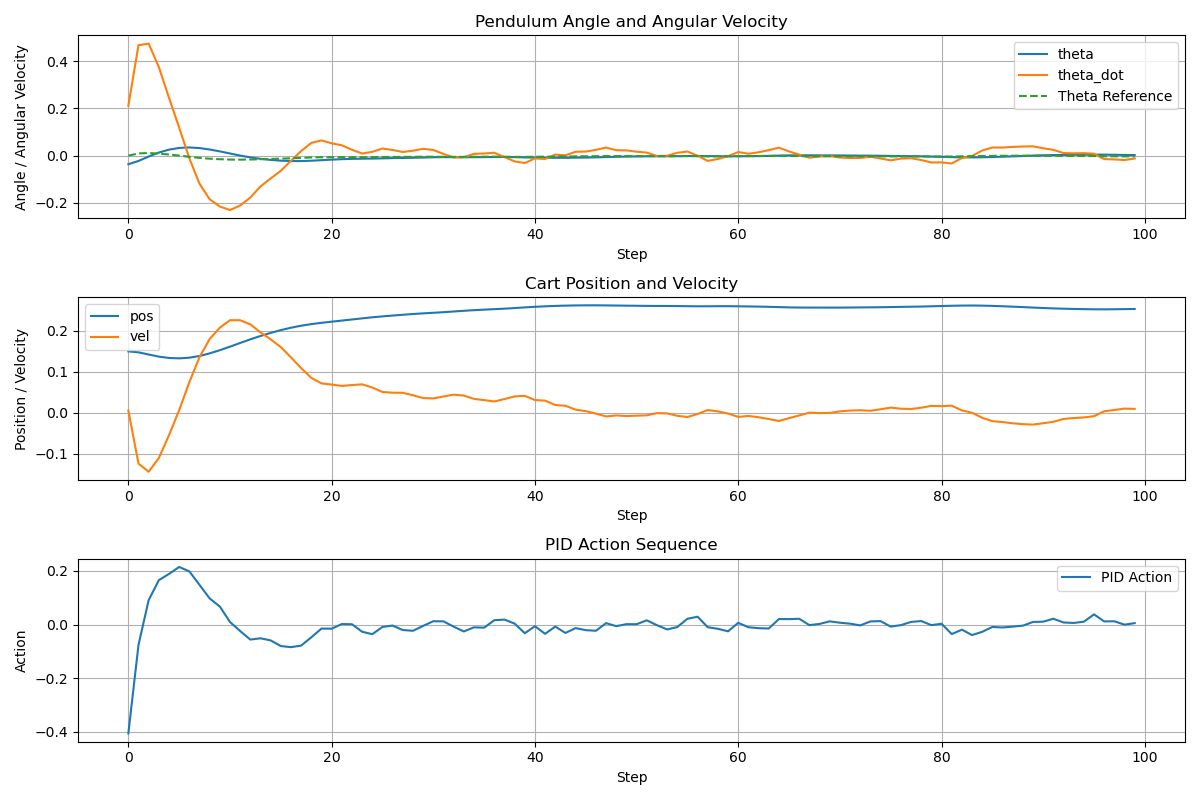 Pendulum Angle and Angular Velocity
Angle / Angular Velocity
0.4
0.2
0.0
−0.2
theta
theta_dot
Theta Reference
0 20 40 60 80 100
Step
Cart Position and Velocity
Position / Velocity
0.2
0.1
0.0
−0.1
pos
vel
0 20 40 60 80 100
Step
PID Action Sequence
Action
0.2
0.0
−0.2
−0.4
PID Action
0 20 40 60 80 100
Step